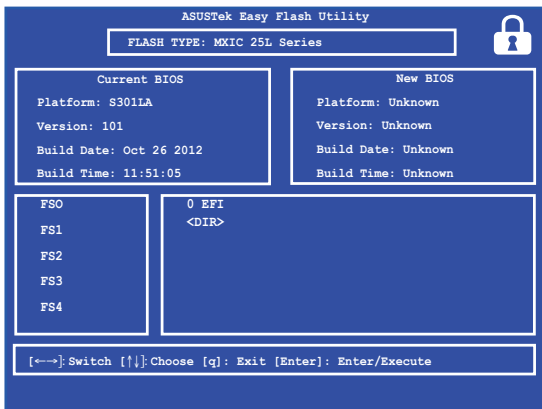 ASUSTek Easy Flash Utility
FLASH TYPE: MXIC 25L Series
Current BIOS
Platform: S301LA
Version: 101
Build Date: Oct 26 2012
Build Time: 11:51:05
New BIOS
Platform: Unknown
Version: Unknown
Build Date: Unknown
Build Time: Unknown
FSO
FS1
FS2
FS3
FS4
0 EFI
<DIR>
[←→]: Switch [↑↓]: Choose [q]: Exit [Enter]: Enter/Execute